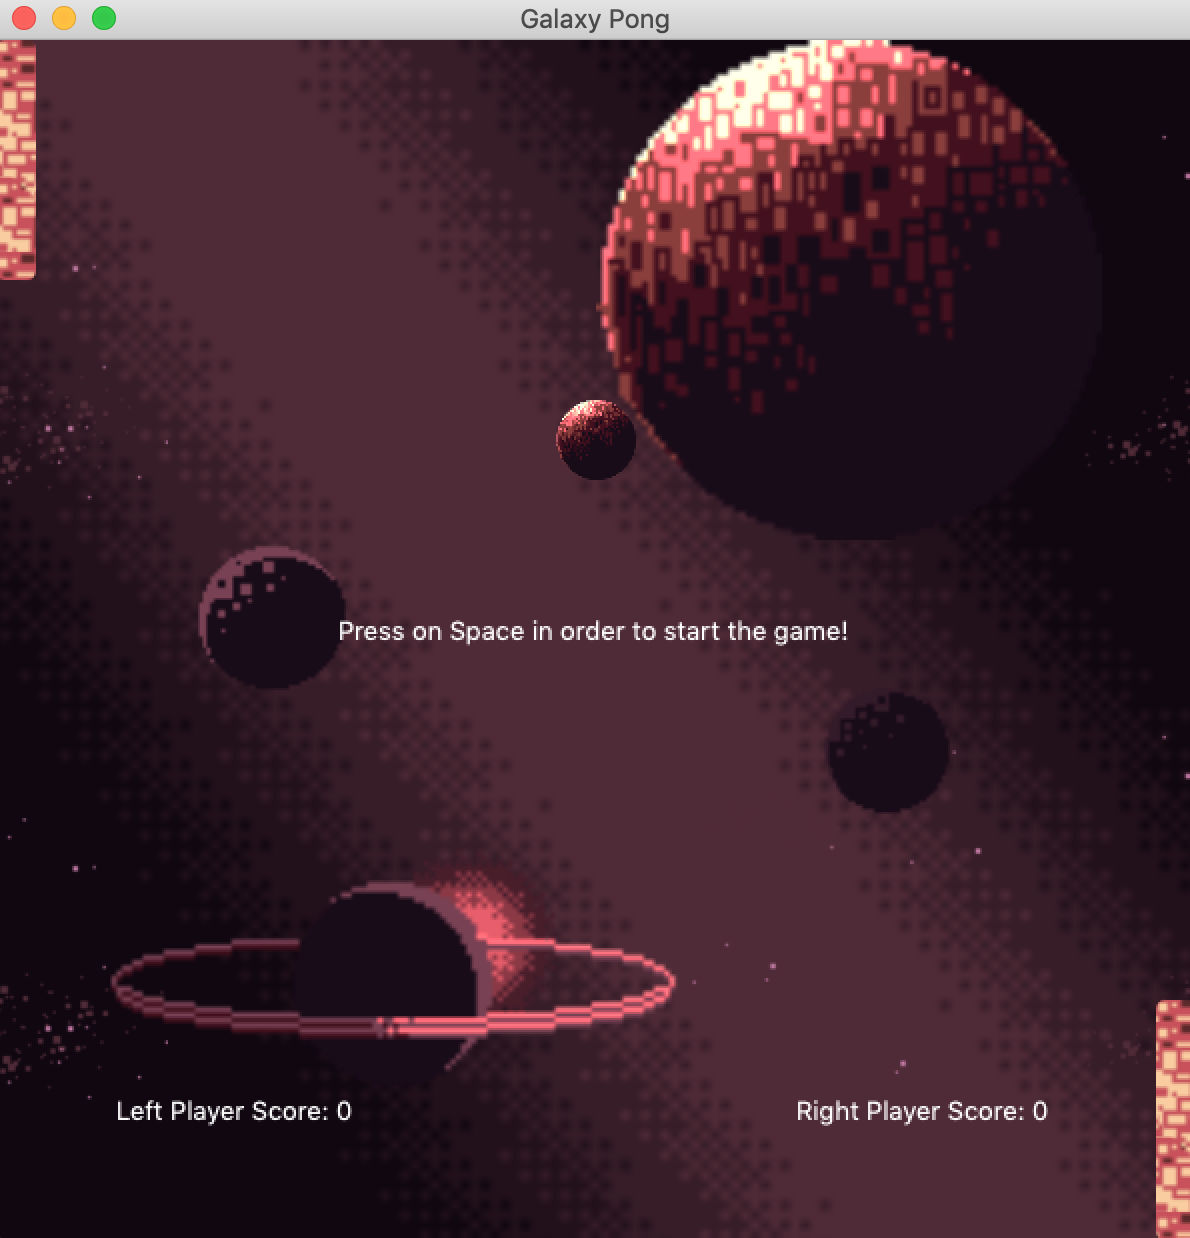 Galaxy Pong
Press on Space in order to start the game!
Left Player Score: 0
Right Player Score: 0